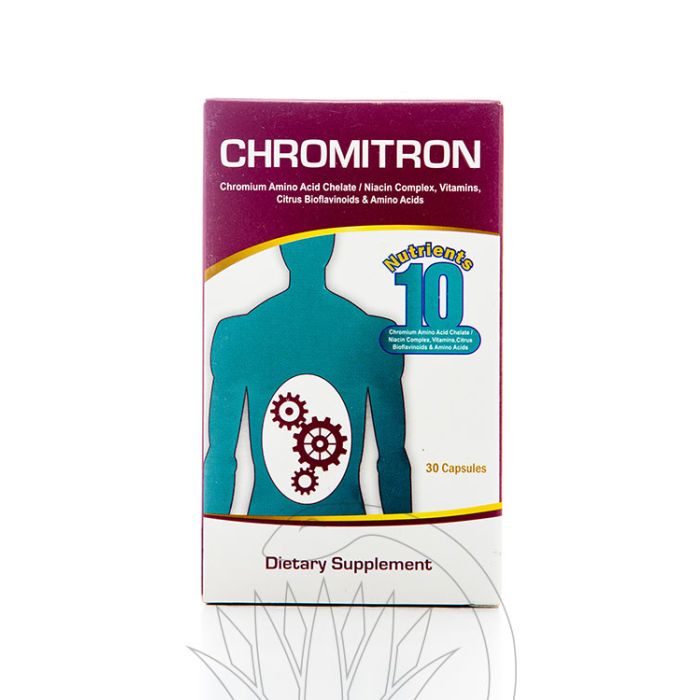 CHROMITRON
Chromium Amino Acid Chelate / Niacin Complex, Vitamins,
Citrus Bioflavinoids & Amino Acids
Nutrients
10
Chromium Amino Acid Chelate /
Niacin Complex, Vitamins,Citrus
Bioflavinoids & Amino Acids
30 Capsules
Dietary Supplement